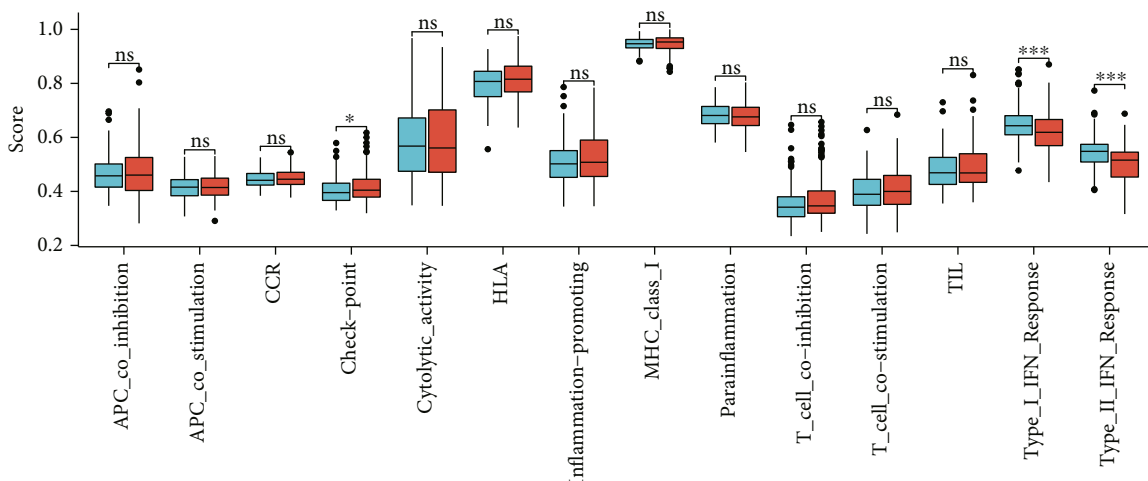 Score
1.0
0.8
0.6
0.4
0.2
ns
ns
ns
*
ns
ns
ns
ns
ns
ns
ns
ns
***
***
APC_co_inhibition
APC_co_stimulation
CCR
Check−point
Cytolytic_activity
HLA
Inflammation−promoting
MHC_class_I
Parainflammation
T_cell_co−inhibition
T_cell_co−stimulation
TIL
Type_I_IFN_Response
Type_II_IFN_Response